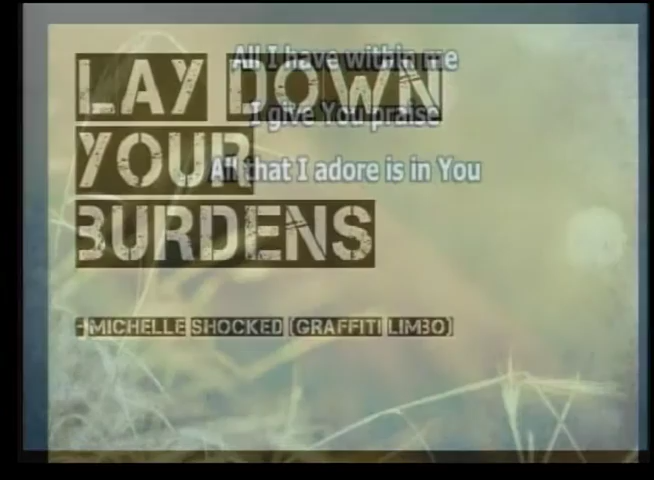 All I have within me
LAY DOWN
I give You praise
YOUR
All that I adore is in You
BURDENS
-MICHELLE SHOCKED (GRAFFITI LIMBO)